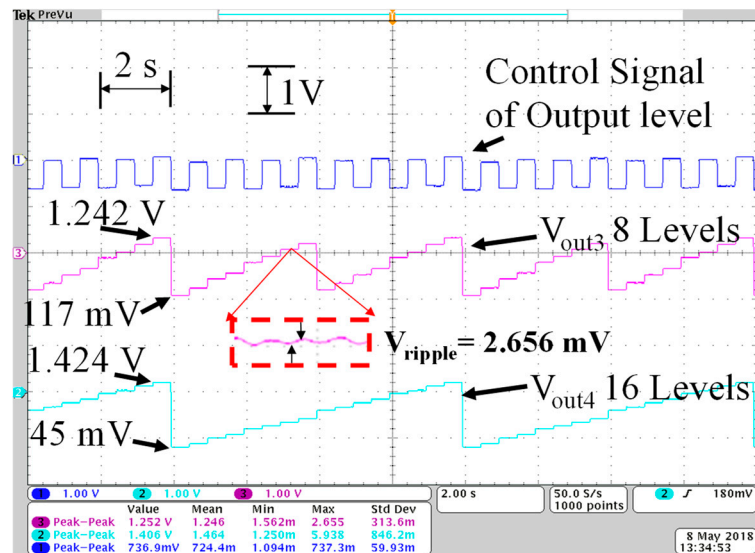 Tek PreVu
2 s
1V
Control Signal
of Output level
1
1.242 V
3
Vout3 8 Levels
117 mV
Vripple= 2.656 mV
1.424 V
2
Vout4 16 Levels
45 mV
1 1.00 V 2 1.00 V 3 1.00 V 2.00 s 50.0 S/s 2 180mV
1000 points
Value Mean Min Max Std Dev
3 Peak-Peak 1.252 V 1.246 1.562m 2.655 313.6m
2 Peak-Peak 1.406 V 1.464 1.250m 5.938 846.2m
1 Peak-Peak 736.9mV 724.4m 1.094m 737.3m 59.93m
8 May 2018
13:34:53